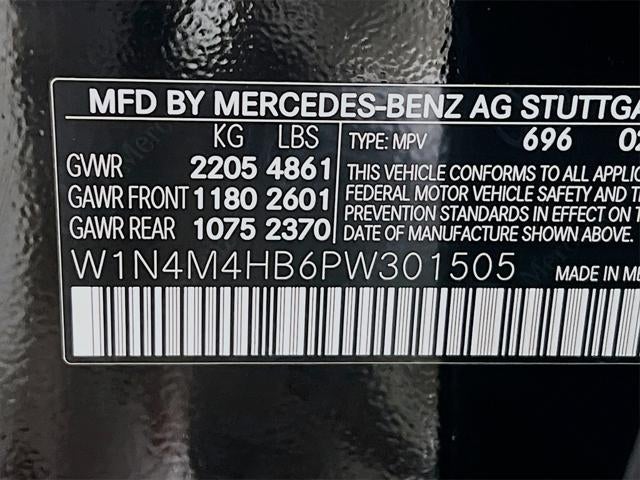 MFD BY MERCEDES-BENZ AG STUTTGA
KG LBS
TYPE: MPV 696 02
GVWR 2205 4861
GAWR FRONT 1180 2601
GAWR REAR 1075 2370
THIS VEHICLE CONFORMS TO ALL APPLIC
FEDERAL MOTOR VEHICLE SAFETY AND T
PREVENTION STANDARDS IN EFFECT ON T
DATE OF MANUFACTURE SHOWN ABOVE.
W1N4M4HB6PW301505
MADE IN ME